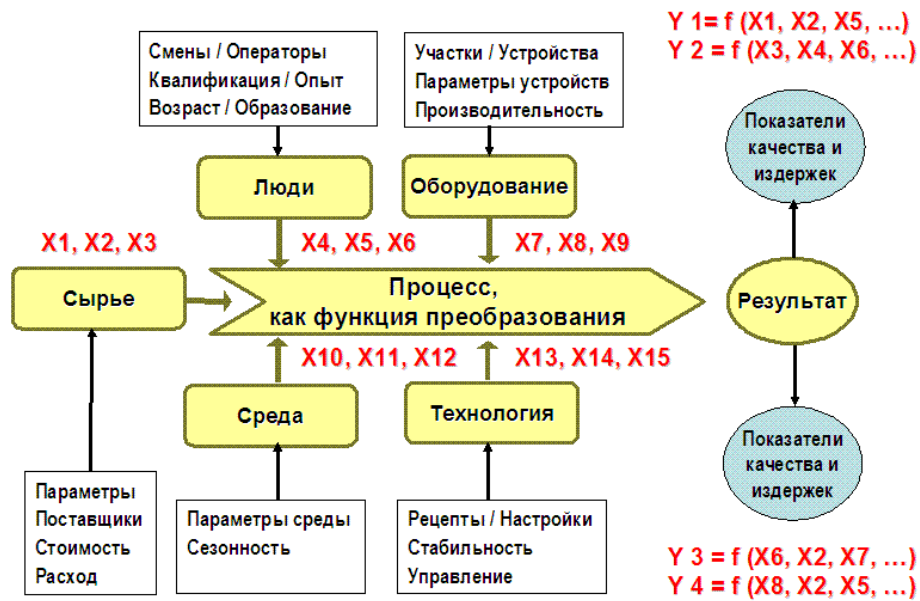 Y 1= f (X1, X2, X5, …)
Y 2 = f (X3, X4, X6, …)
Смены / Операторы
Квалификация / Опыт
Возраст / Образование
Участки / Устройства
Параметры устройств
Производительность
Показатели
качества и
издержек
Люди
Оборудование
X1, X2, X3
X4, X5, X6
X7, X8, X9
Сырье
Процесс,
как функция преобразования
Результат
X10, X11, X12
X13, X14, X15
Среда
Технология
Показатели
качества и
издержек
Параметры
Поставщики
Стоимость
Расход
Параметры среды
Сезонность
Рецепты / Настройки
Стабильность
Управление
Y 3 = f (X6, X2, X7, …)
Y 4 = f (X8, X2, X5, …)